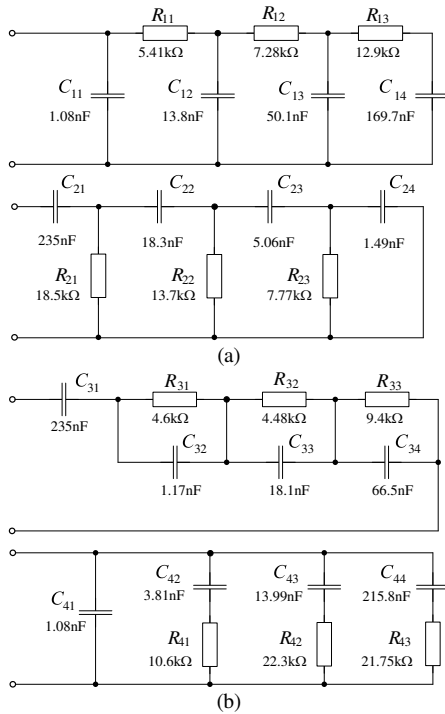 R11 R12 R13
5.41kΩ 7.28kΩ 12.9kΩ
C11 C12 C13 C14
1.08nF 13.8nF 50.1nF 169.7nF
C21 C22 C23 C24
235nF 18.3nF 5.06nF 1.49nF
R21 R22 R23
18.5kΩ 13.7kΩ 7.77kΩ
(a)
C31 R31 R32 R33
235nF 4.6kΩ 4.48kΩ 9.4kΩ
C32 C33 C34
1.17nF 18.1nF 66.5nF
C42 C43 C44
3.81nF 13.99nF 215.8nF
C41
1.08nF
R41 R42 R43
10.6kΩ 22.3kΩ 21.75kΩ
(b)